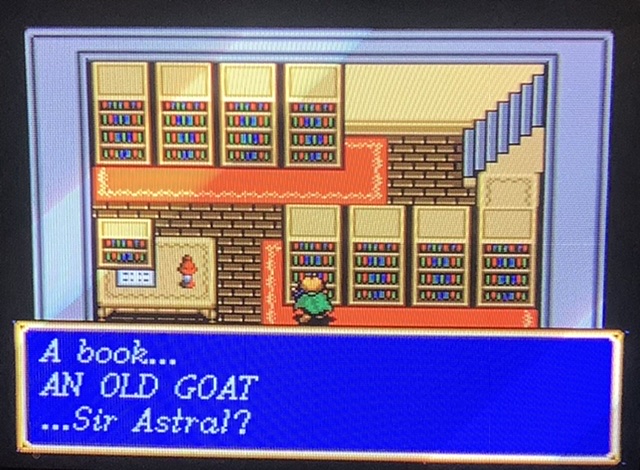 A book...
AN OLD GOAT
...Sir Astral?